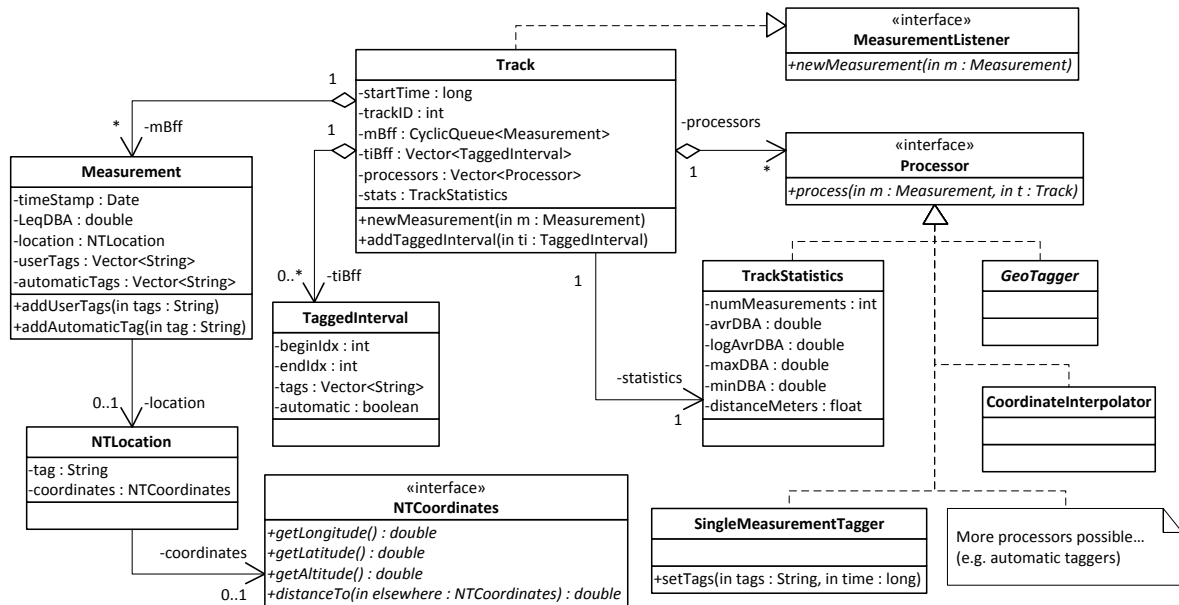 «interface»
MeasurementListener
+newMeasurement(in m : Measurement)
Track
-startTime : long
-trackID : int
-mBff : CyclicQueue<Measurement>
-tiBff : Vector<TaggedInterval>
-processors : Vector<Processor>
-stats : TrackStatistics
+newMeasurement(in m : Measurement)
+addTaggedInterval(in ti : TaggedInterval)
1
*
-mBff
1
0..*
-tiBff
-processors
1
*
«interface»
Processor
+process(in m : Measurement, in t : Track)
Measurement
-timeStamp : Date
-LeqDBA : double
-location : NTLocation
-userTags : Vector<String>
-automaticTags : Vector<String>
+addUserTags(in tags : String)
+addAutomaticTag(in tag : String)
TaggedInterval
-beginIdx : int
-endIdx : int
-tags : Vector<String>
-automatic : boolean
1
-statistics
1
TrackStatistics
-numMeasurements : int
-avrDBA : double
-logAvrDBA : double
-maxDBA : double
-minDBA : double
-distanceMeters : float
GeoTagger
CoordinateInterpolator
0..1
-location
NTLocation
-tag : String
-coordinates : NTCoordinates
-coordinates
0..1
«interface»
NTCoordinates
+getLongitude() : double
+getLatitude() : double
+getAltitude() : double
+distanceTo(in elsewhere : NTCoordinates) : double
SingleMeasurementTagger
+setTags(in tags : String, in time : long)
More processors possible…
(e.g. automatic taggers)